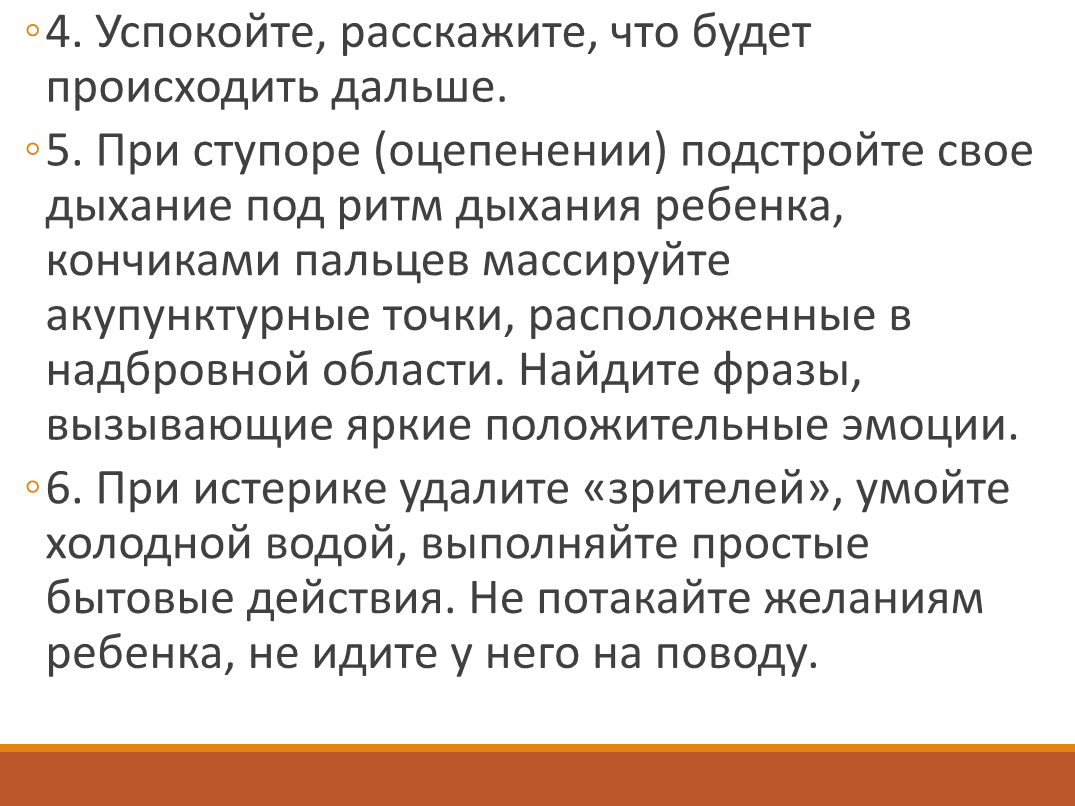 ◦4. Успокойте, расскажите, что будет
происходить дальше.
◦5. При ступоре (оцепенении) подстройте свое
дыхание под ритм дыхания ребенка,
кончиками пальцев массируйте
акупунктурные точки, расположенные в
надбровной области. Найдите фразы,
вызывающие яркие положительные эмоции.
◦6. При истерике удалите «зрителей», умойте
холодной водой, выполняйте простые
бытовые действия. Не потакайте желаниям
ребенка, не идите у него на поводу.